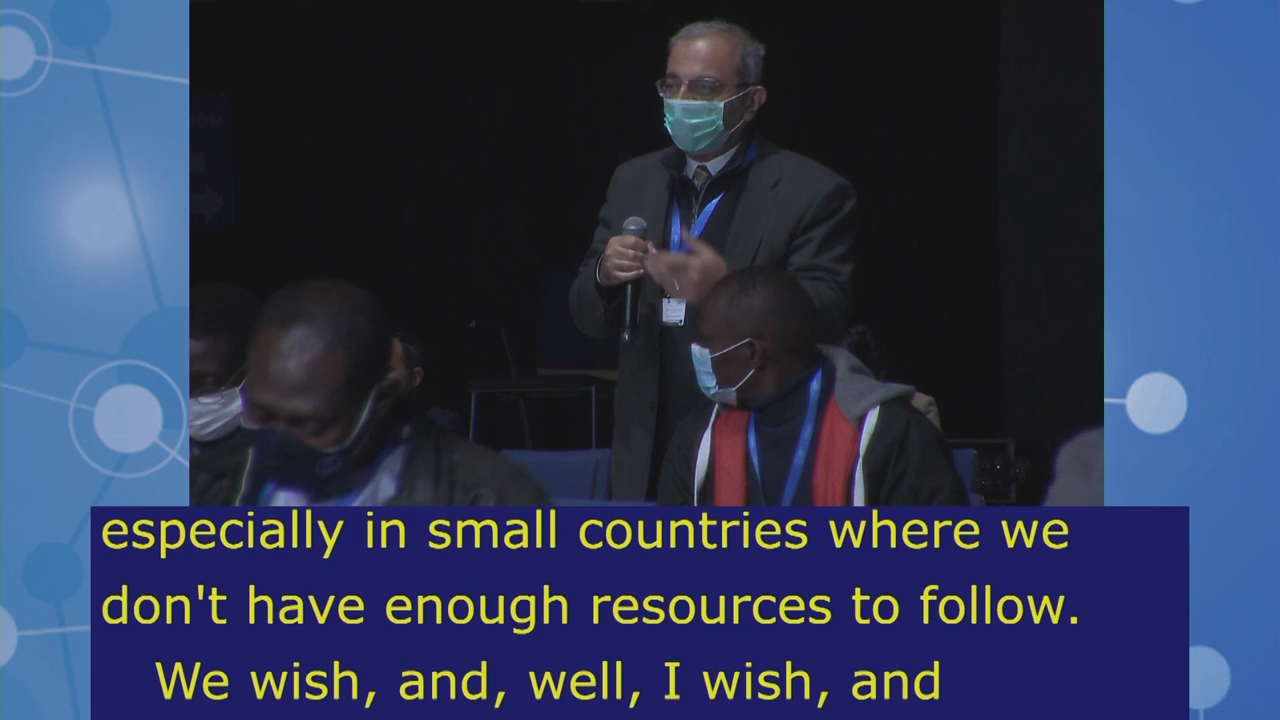 especially in small countries where we
don't have enough resources to follow.
We wish, and, well, I wish, and